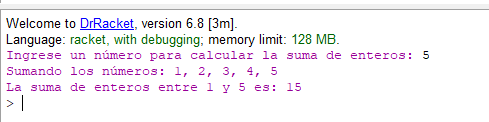 Welcome to DrRacket, version 6.8 [3m].
Language: racket, with debugging; memory limit: 128 MB.
Ingrese un número para calcular la suma de enteros: 5
Sumando los números: 1, 2, 3, 4, 5
La suma de enteros entre 1 y 5 es: 15
>